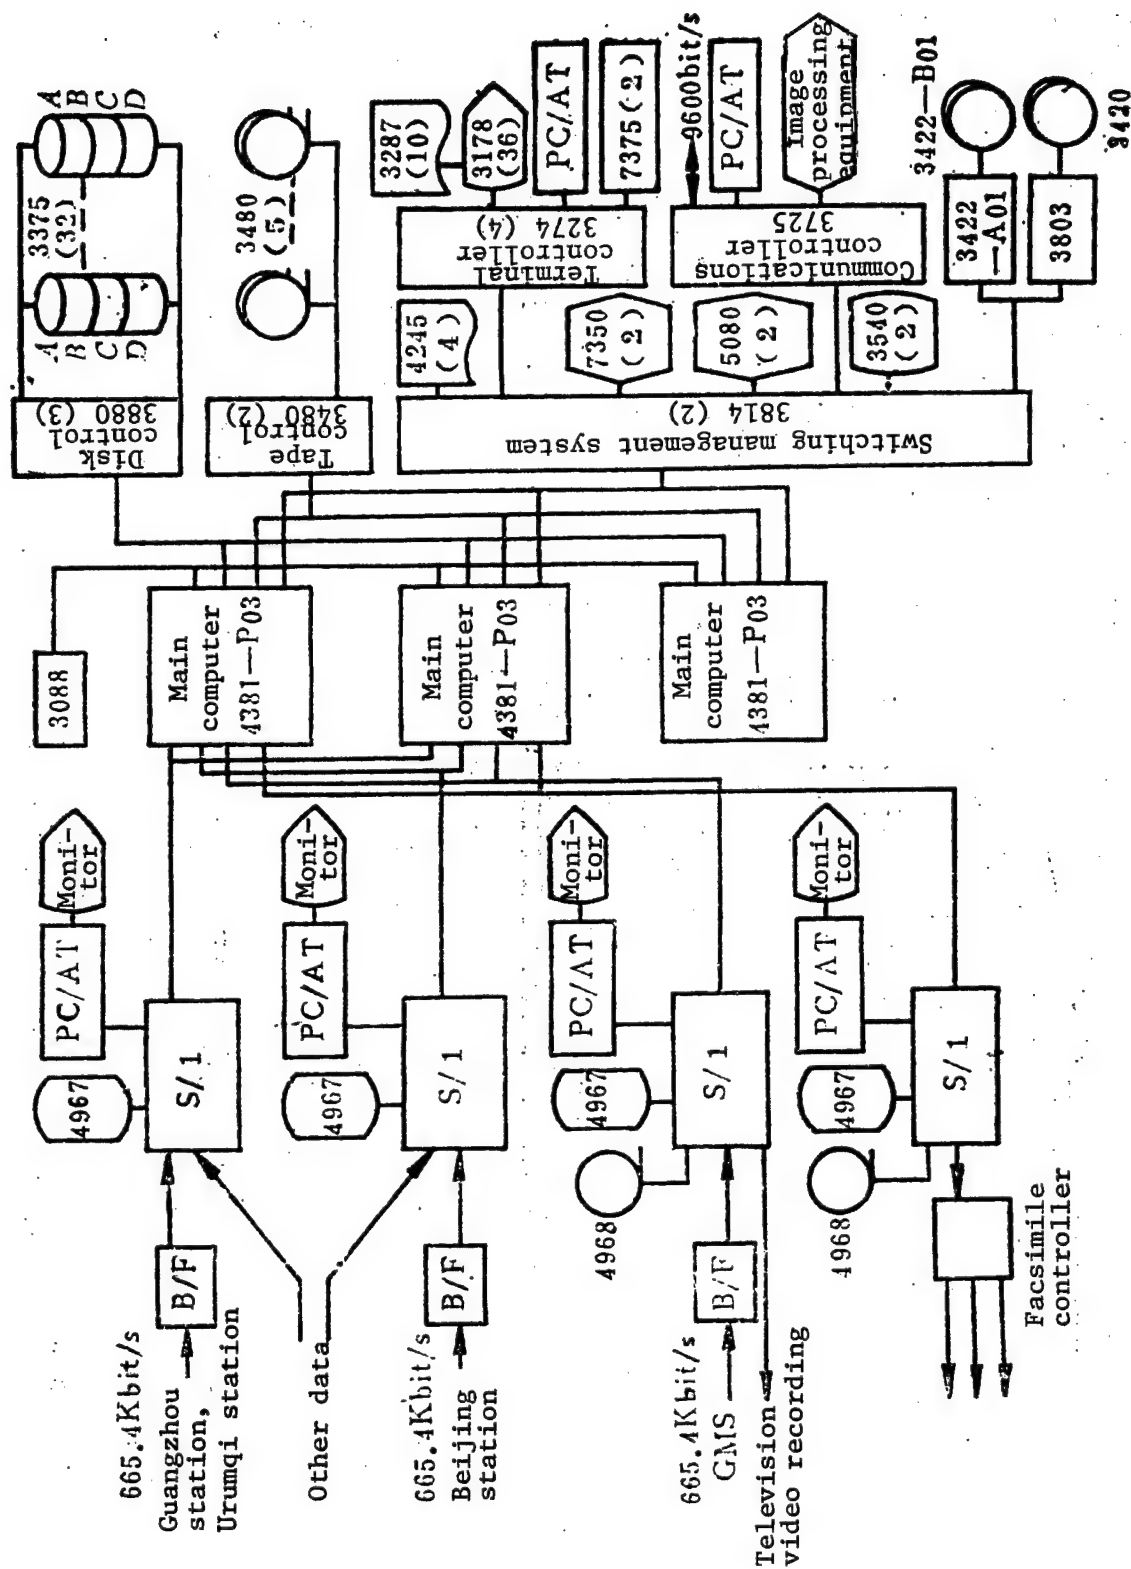 665.4Kbit/s
Guangzhou
station,
Urumqi station
B/F
Other data
665.4Kbit/s
Beijing
station
B/F
665.4Kbit/s
GMS
B/F
Television
video recording
4967
S/1
PC/AT
Moni-
tor
4967
S/1
PC/AT
Moni-
tor
4968
4967
S/1
PC/AT
Moni-
tor
4968
4967
S/1
PC/AT
Moni-
tor
Facsimile
controller
3088
Main
computer
4381—P03
Main
computer
4381—P03
Main
computer
4381—P03
Disk
control
3880 (3)
A
B
C
D
3375
(32)
A
B
C
D
Tape
control
3480 (2)
3480
(5)
Switching management system
3814 (2)
4245
(4)
7350
(2)
5080
(2)
3540
(2)
Terminal
controller
3274 (4)
3287
(10)
3178
(36)
PC/AT
7375(2)
Communications
controller
3725
9600bit/s
PC/AT
Image
processing
equipment
3422
—A01
3422—B01
3803
3420